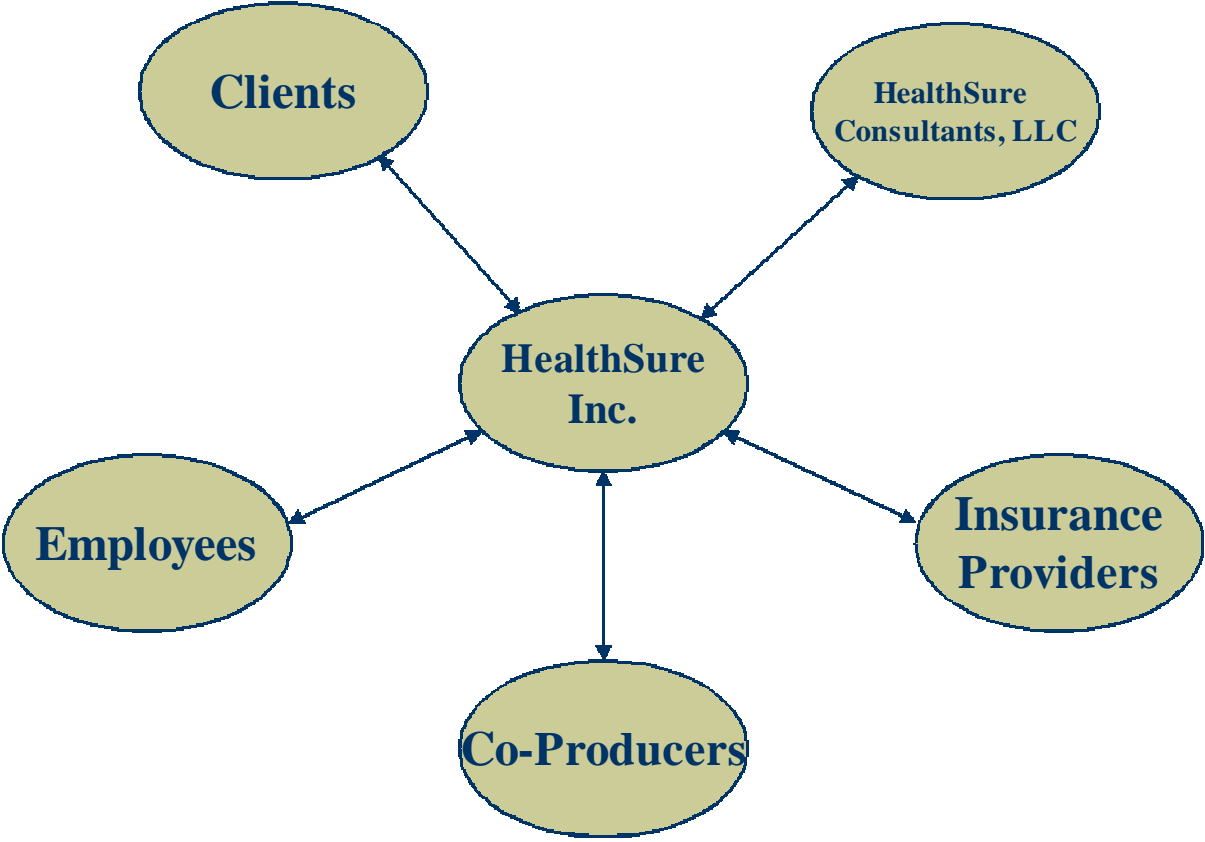 Clients
HealthSure
Consultants, LLC
HealthSure
Inc.
Employees
Insurance
Providers
Co-Producers